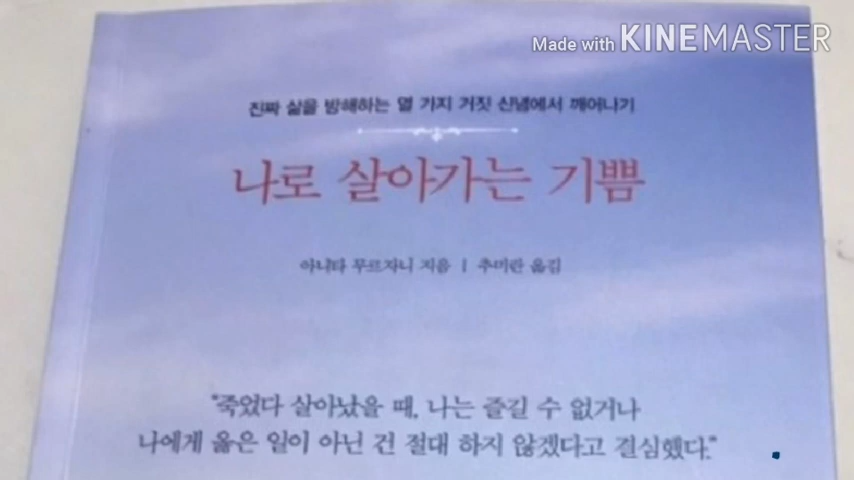 Made with KINEMASTER
진짜 삶을 방해하는 열 가지 거짓 신념에서 깨어나기
나로 살아가는 기쁨
아니타 무르자니 지음 | 추미란 옮김
"죽었다 살아났을 때, 나는 즐길 수 없거나
나에게 옳은 일이 아닌 건 절대 하지 않겠다고 결심했다."